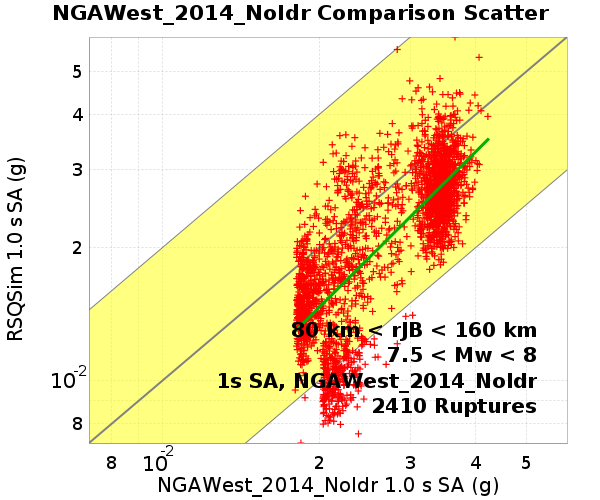 NGAWest_2014_NoIdr Comparison Scatter
RSQSim 1.0 s SA (g)
5
4
3
2
10-2
8
80 km < rJB < 160 km
7.5 < Mw < 8
1s SA, NGAWest_2014_NoIdr
2410 Ruptures
8 10-2 2 3 4 5
NGAWest_2014_NoIdr 1.0 s SA (g)